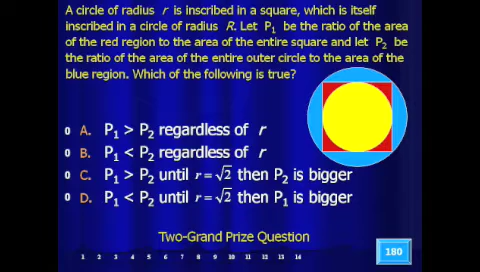 A circle of radius r is inscribed in a square, which is itself
inscribed in a circle of radius R. Let P₁ be the ratio of the area
of the red region to the area of the entire square and let P₂ be
the ratio of the area of the entire outer circle to the area of the
blue region. Which of the following is true?
0 A. P₁ > P₂ regardless of r
0 B. P₁ < P₂ regardless of r
0 C. P₁ > P₂ until r = √2 then P₂ is bigger
0 D. P₁ < P₂ until r = √2 then P₁ is bigger
Two-Grand Prize Question
180
1 2 3 4 5 6 7 8 9 10 11 12 13 14